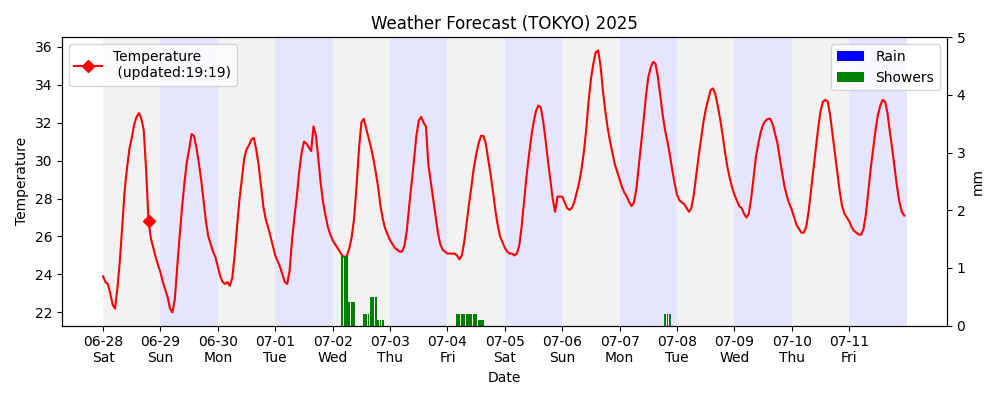 Weather Forecast (TOKYO) 2025
Temperature
(updated:19:19)
Rain
Showers
Temperature
36
34
32
30
28
26
24
22
5
4
3
2
1
0
mm
06-28 06-29 06-30 07-01 07-02 07-03 07-04 07-05 07-06 07-07 07-08 07-09 07-10 07-11
Sat Sun Mon Tue Wed Thu Fri Sat Sun Mon Tue Wed Thu Fri
Date